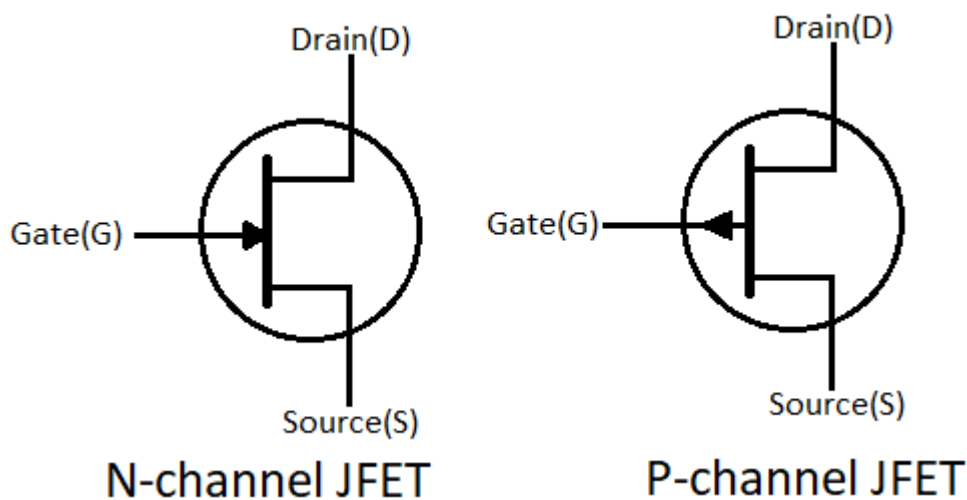 Drain(D)
Gate(G)
Source(S)
N-channel JFET
Drain(D)
Gate(G)
Source(S)
P-channel JFET